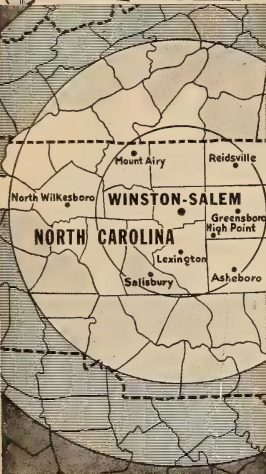 Mount Airy
Reidsville
North Wilkesboro
WINSTON-SALEM
Greensboro
High Point
NORTH CAROLINA
Lexington
Salisbury
Asheboro